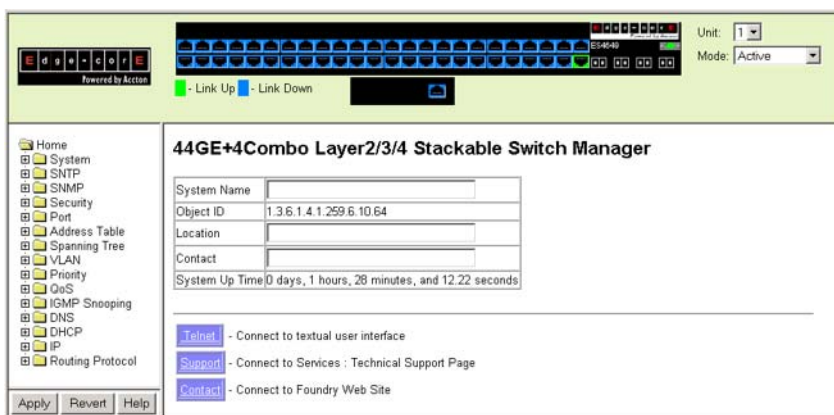 Edge-corE
Powered by Accton
ES4649
Unit: 1
Mode: Active
- Link Up - Link Down
Home
System
SNTP
SNMP
Security
Port
Address Table
Spanning Tree
VLAN
Priority
QoS
IGMP Snooping
DNS
DHCP
IP
Routing Protocol
Apply Revert Help
44GE+4Combo Layer2/3/4 Stackable Switch Manager
System Name
Object ID 1.3.6.1.4.1.259.6.10.64
Location
Contact
System Up Time 0 days, 1 hours, 28 minutes, and 12.22 seconds
Telnet - Connect to textual user interface
Support - Connect to Services : Technical Support Page
Contact - Connect to Foundry Web Site